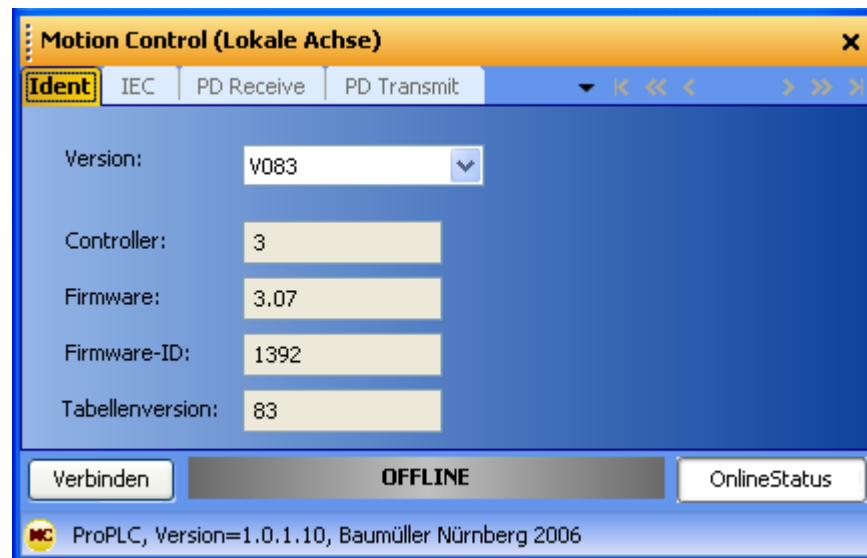 Motion Control (Lokale Achse)
Ident IEC PD Receive PD Transmit
Version: V083
Controller: 3
Firmware: 3.07
Firmware-ID: 1392
Tabellenversion: 83
Verbinden OFFLINE OnlineStatus
MC ProPLC, Version=1.0.1.10, Baumüller Nürnberg 2006